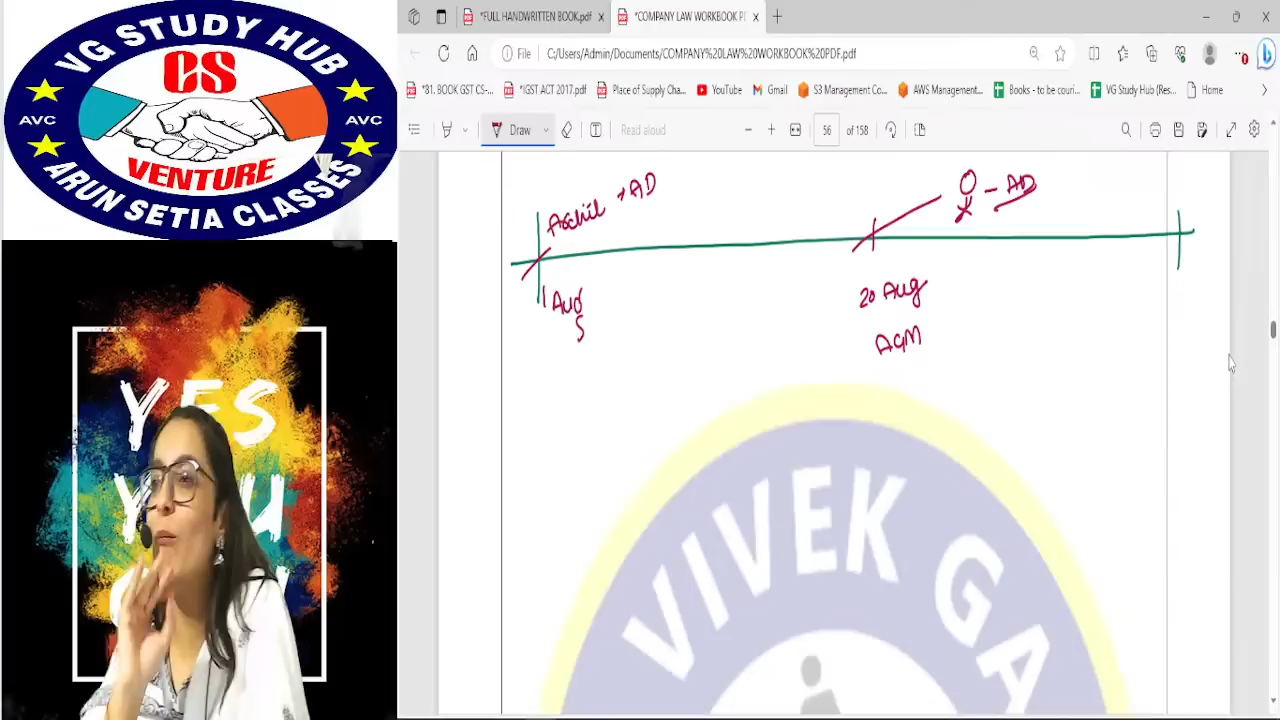 VG STUDY HUB
CS
AVC
AVC
VENTURE
ARUN SETIA CLASSES
YES
YOU
*FULL HANDWRITTEN BOOK.pdf
*COMPANY LAW WORKBOOK P
File
C:/Users/Admin/Documents/COMPANY%20LAW%20WORKBOOK%20PDF.pdf
*81. BOOK GST CS-...
*IGST ACT 2017.pdf
Place of Supply Cha...
YouTube
Gmail
S3 Management Co...
AWS Management...
Books - to be couri...
VG Study Hub (Res...
Home
Draw
Read aloud
56
of 158
AD
AD
1 Aug
20 Aug
AGM
VIVEK GA